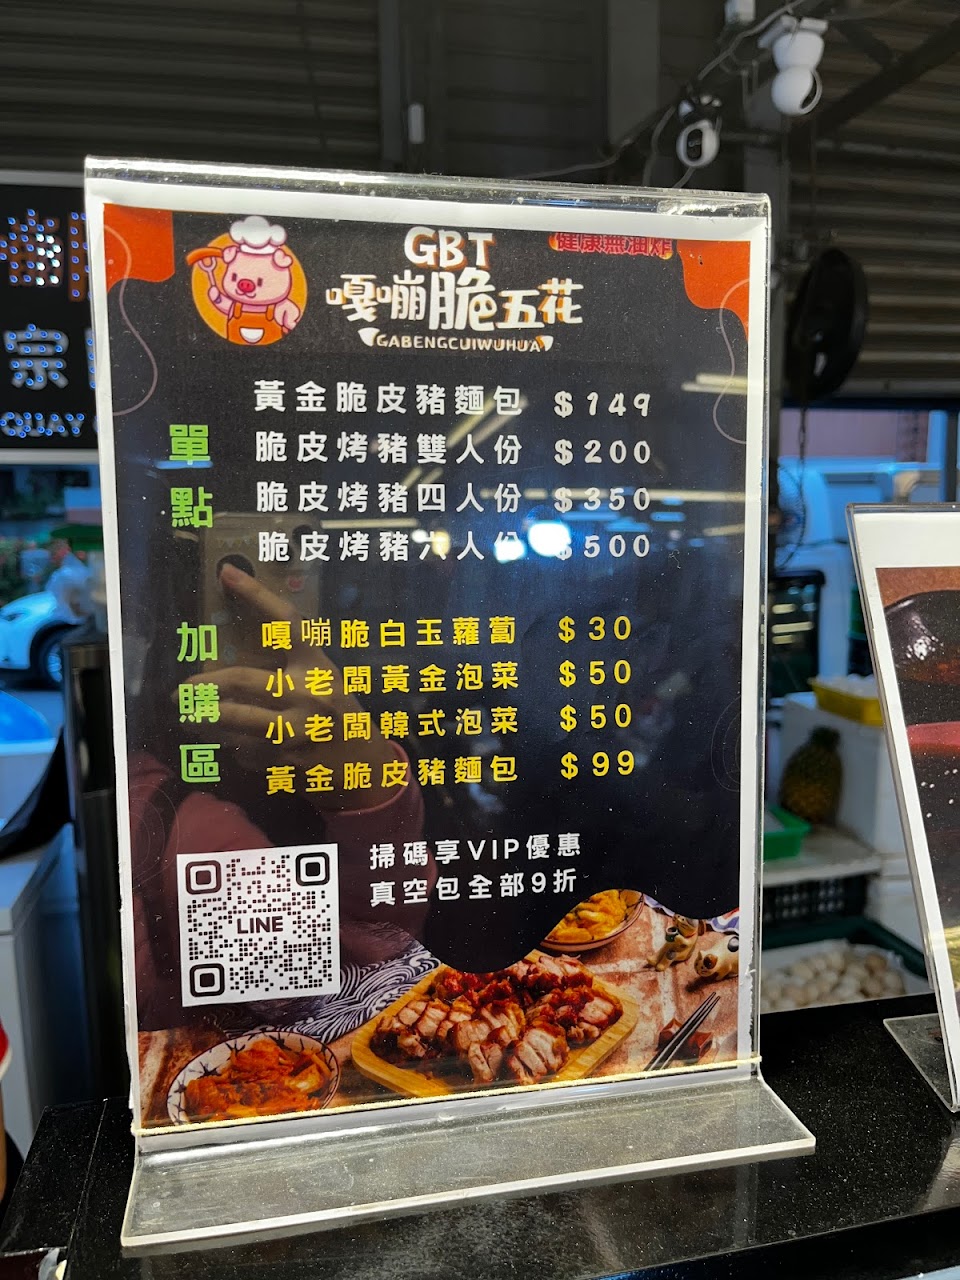 健康無油炸
GBT
嘎嘣脆五花
GABENGCUIWUHUA
單點
黃金脆皮豬麵包 $149
脆皮烤豬雙人份 $200
脆皮烤豬四人份 $350
脆皮烤豬六人份 $500
加購區
嘎嘣脆白玉蘿蔔 $30
小老闆黃金泡菜 $50
小老闆韓式泡菜 $50
黃金脆皮豬麵包 $99
掃碼享VIP優惠
真空包全部9折
LINE
宗
QUAY